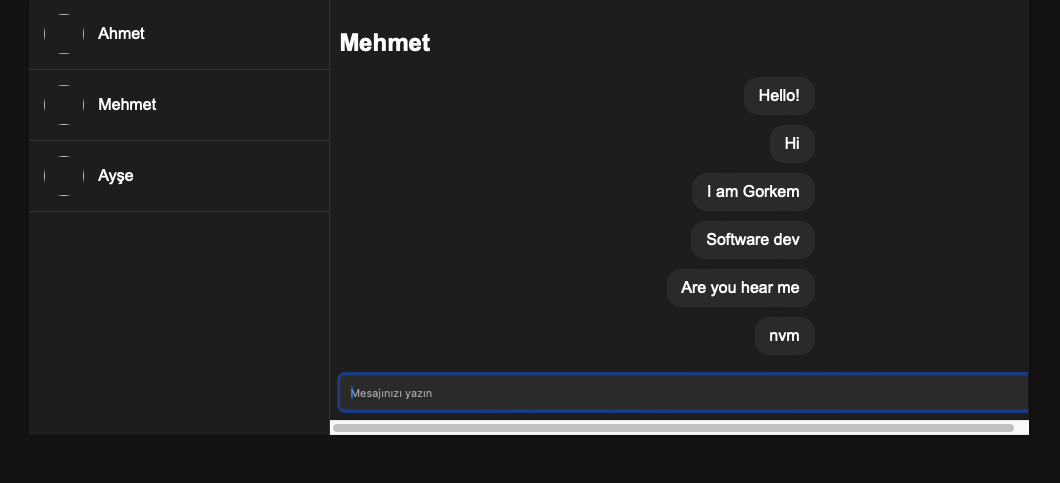 Ahmet
Mehmet
Ayşe
Mehmet
Hello!
Hi
I am Gorkem
Software dev
Are you hear me
nvm
Mesajınızı yazın